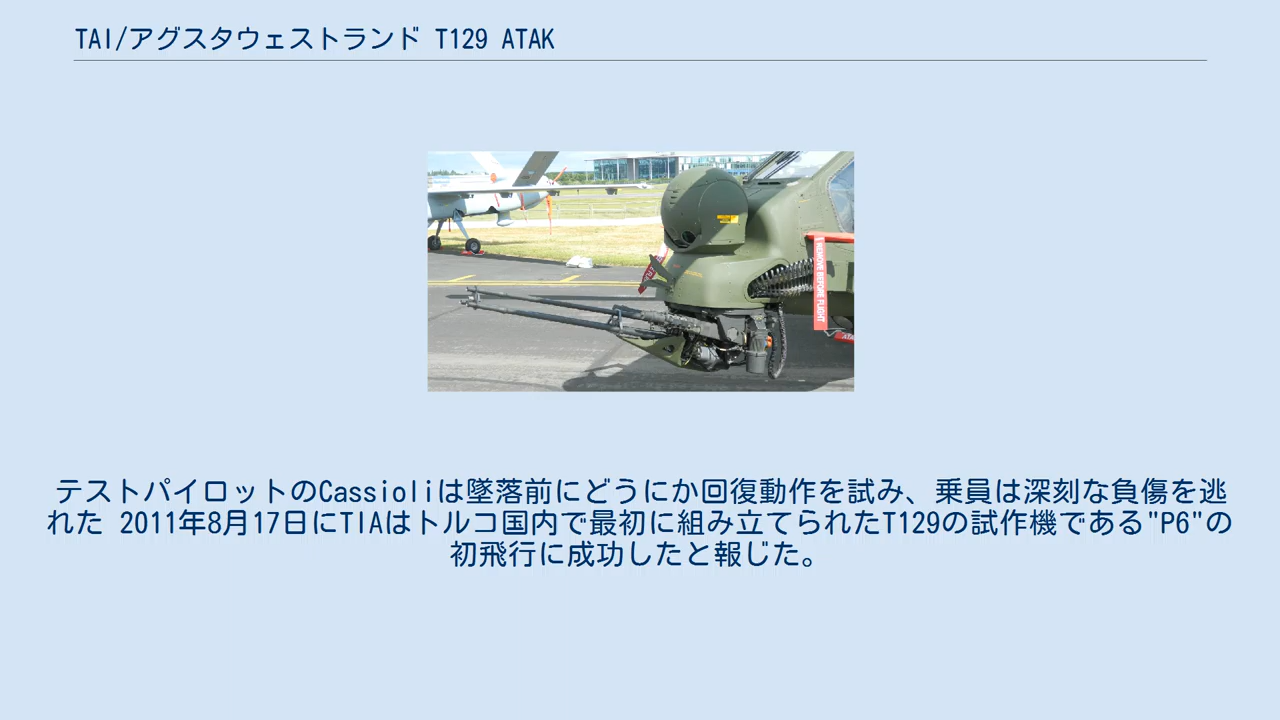 TAI/アグスタウェストランド T129 ATAK
REMOVE BEFORE FLIGHT
テストパイロットのCassioliは墜落前にどうにか回復動作を試み、乗員は深刻な負傷を逃
れた 2011年8月17日にTIAはトルコ国内で最初に組み立てられたT129の試作機である"P6"の
初飛行に成功したと報じた。